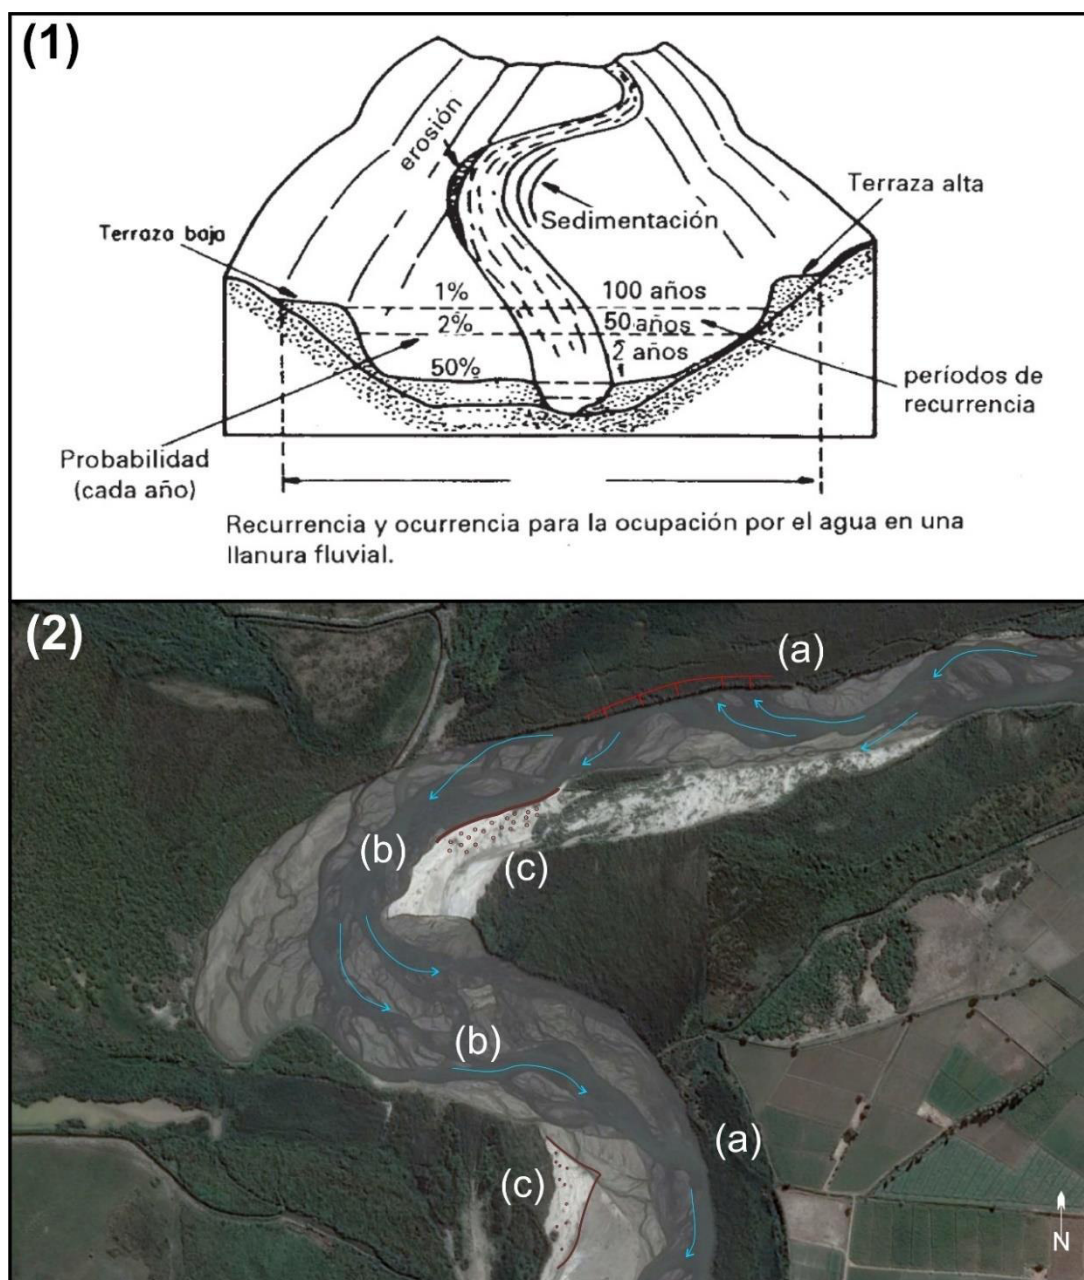 (1)
erosión
Terraza alta
Sedimentación
Terraza baja
1%
100 años
2%
50 años
2 años
50%
períodos de
recurrencia
Probabilidad
(cada año)
Recurrencia y ocurrencia para la ocupación por el agua en una
llanura fluvial.
(2)
(a)
(b)
(c)
(b)
(a)
(c)
N